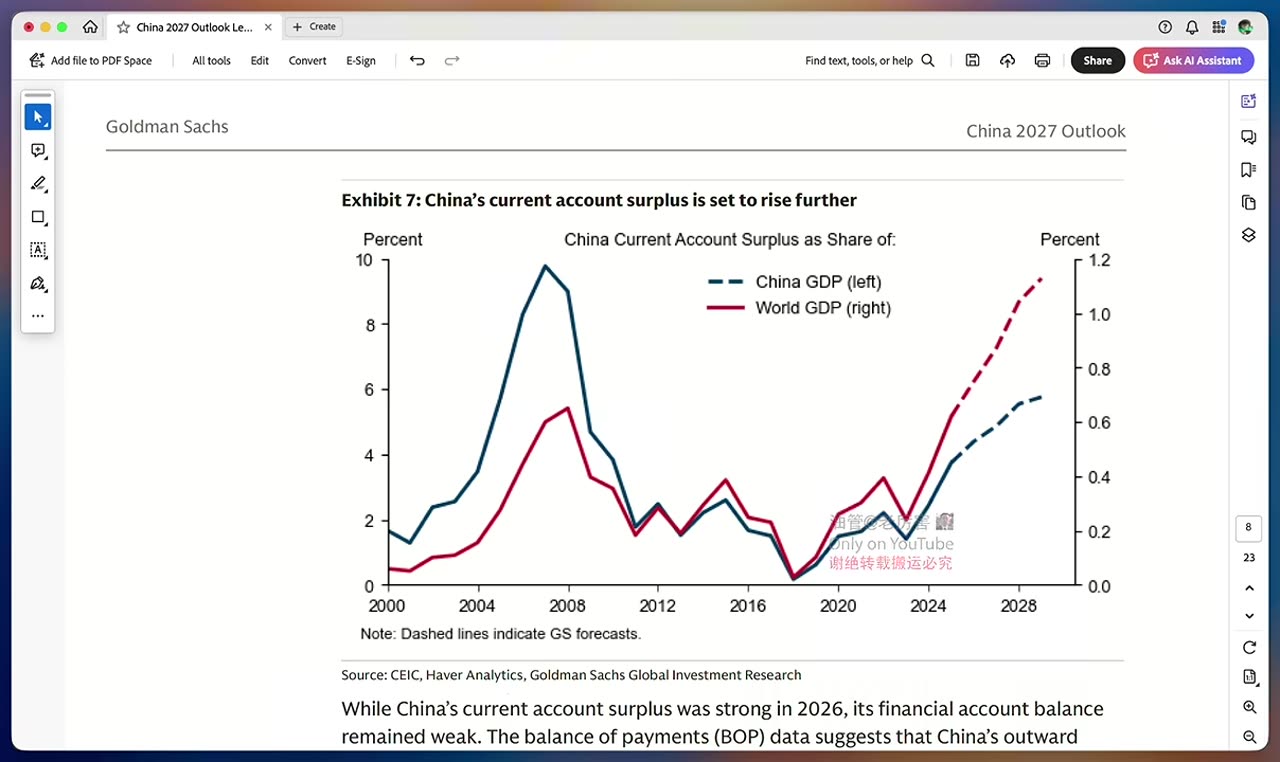 China 2027 Outlook Le...
Create
Add file to PDF Space
All tools
Edit
Convert
E-Sign
Find text, tools, or help
Share
Ask AI Assistant
Goldman Sachs
China 2027 Outlook
Exhibit 7: China's current account surplus is set to rise further
Percent
China Current Account Surplus as Share of:
Percent
China GDP (left)
World GDP (right)
10
8
6
4
2
0
1.2
1.0
0.8
0.6
0.4
0.2
0.0
2000
2004
2008
2012
2016
2020
2024
2028
油管@老厉害
Only on YouTube
谢绝转载搬运必究
Note: Dashed lines indicate GS forecasts.
Source: CEIC, Haver Analytics, Goldman Sachs Global Investment Research
While China's current account surplus was strong in 2026, its financial account balance
remained weak. The balance of payments (BOP) data suggests that China's outward
8
23